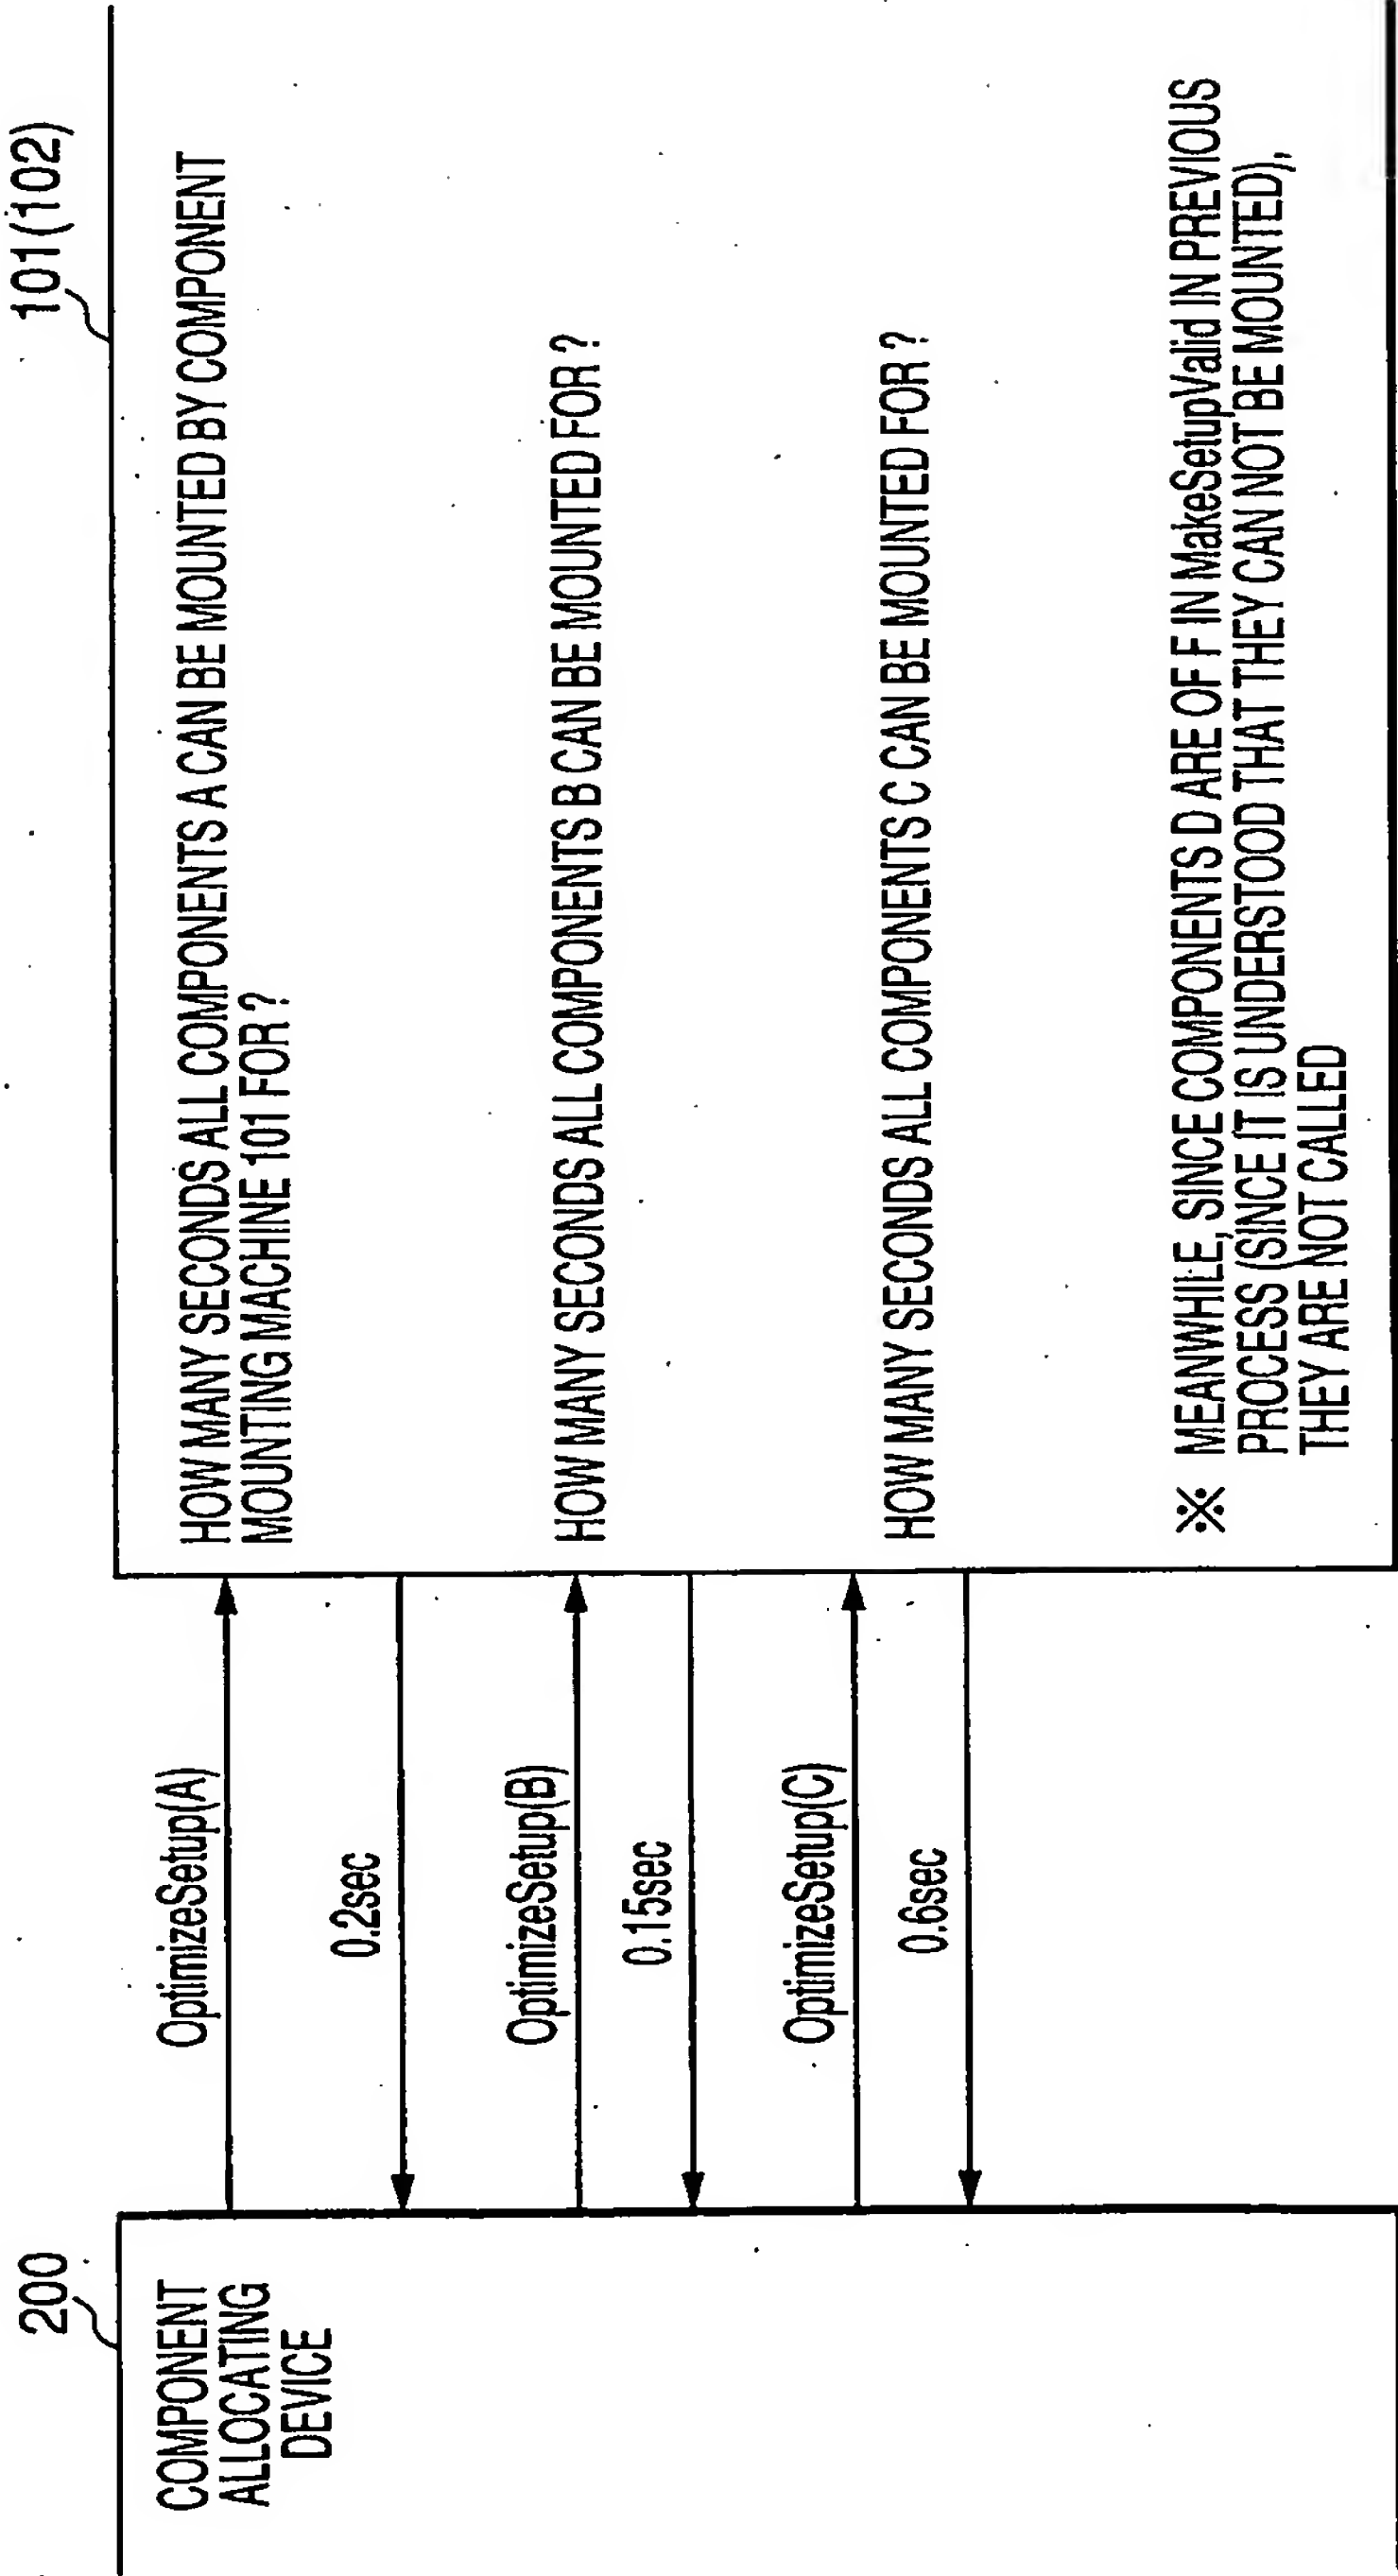 200
COMPONENT
ALLOCATING
DEVICE
101(102)
OptimizeSetup(A)
HOW MANY SECONDS ALL COMPONENTS A CAN BE MOUNTED BY COMPONENT
MOUNTING MACHINE 101 FOR ?
0.2sec
OptimizeSetup(B)
HOW MANY SECONDS ALL COMPONENTS B CAN BE MOUNTED FOR ?
0.15sec
OptimizeSetup(C)
HOW MANY SECONDS ALL COMPONENTS C CAN BE MOUNTED FOR ?
0.6sec
※ MEANWHILE, SINCE COMPONENTS D ARE OF F IN MakeSetupValid IN PREVIOUS
PROCESS (SINCE IT IS UNDERSTOOD THAT THEY CAN NOT BE MOUNTED),
THEY ARE NOT CALLED